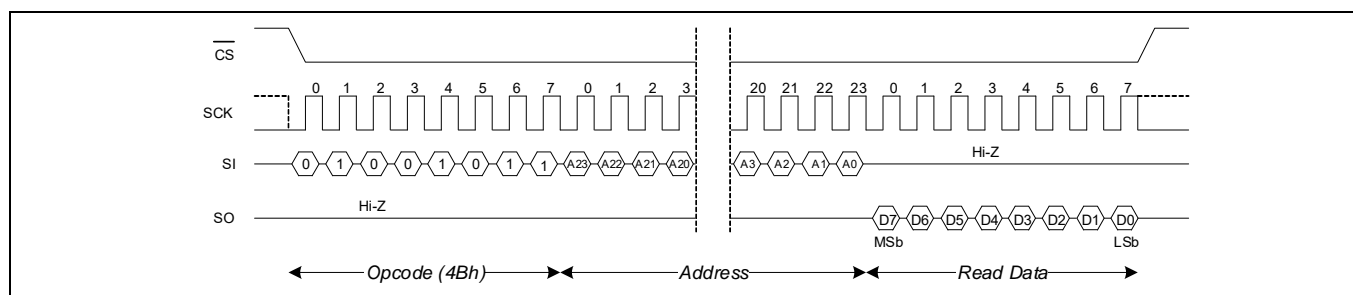 CS
0 1 2 3 4 5 6 7 0 1 2 3 20 21 22 23 0 1 2 3 4 5 6 7
SCK
SI 0 1 0 0 1 0 1 1 A23 A22 A21 A20 A3 A2 A1 A0 Hi-Z
SO Hi-Z D7 D6 D5 D4 D3 D2 D1 D0
MSb LSb
Opcode (4Bh) Address Read Data